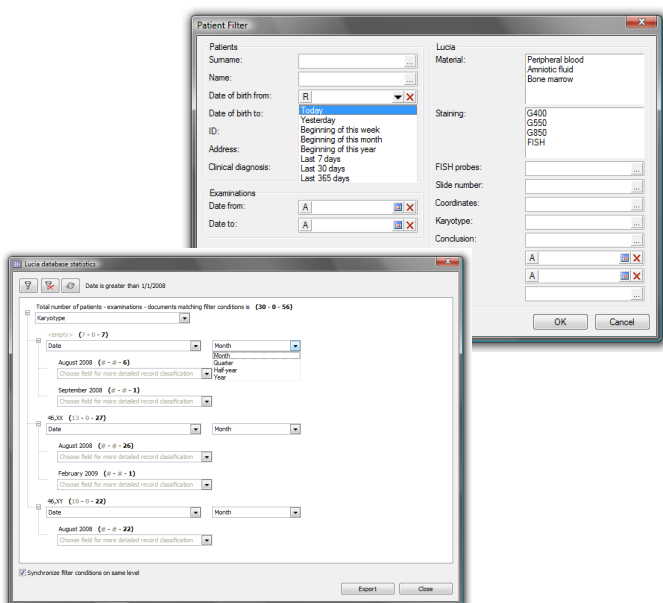 Patient Filter
Patients
Surname: ...
Name: ...
Date of birth from: R
Today
Yesterday
Beginning of this week
Beginning of this month
Beginning of this year
Last 7 days
Last 30 days
Last 365 days
Date of birth to:
ID:
Address:
Clinical diagnosis:
Examinations
Date from: A
Date to: A
Lucia
Material: Peripheral blood
Amniotic fluid
Bone marrow
Staining: G400
G550
G850
FISH
FISH probes: ...
Slide number: ...
Coordinates: ...
Karyotype: ...
Conclusion: ...
A
A
...
OK Cancel
Lucia database statistics
Date is greater than 1/1/2008
Total number of patients - examinations - documents matching filter conditions is (30 - 0 - 56)
Karyotype
<empty> (7 - 0 - 7)
Date Month
Month
Quarter
Half-year
Year
August 2008 (# - # - 6)
Choose field for more detailed record classification
September 2008 (# - # - 1)
Choose field for more detailed record classification
46,XX (13 - 0 - 27)
Date Month
August 2008 (# - # - 26)
Choose field for more detailed record classification
February 2009 (# - # - 1)
Choose field for more detailed record classification
46,XY (10 - 0 - 22)
Date Month
August 2008 (# - # - 22)
Choose field for more detailed record classification
Synchronize filter conditions on same level
Export Close